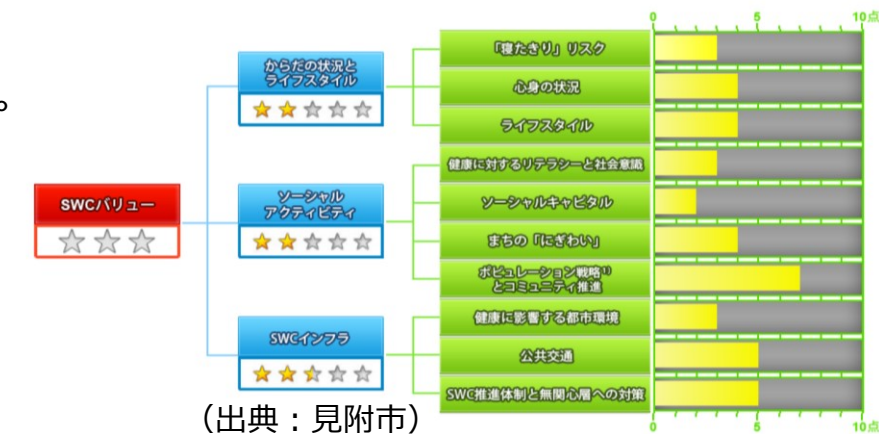 。
0 5 10点
SWCバリュー
からだの状況と
ライフスタイル
「寝たきり」リスク
心身の状況
ライフスタイル
ソーシャル
アクティビティ
健康に対するリテラシーと社会意識
ソーシャルキャピタル
まちの「にぎわい」
ポピュレーション戦略¹⁾
とコミュニティ推進
SWCインフラ
健康に影響する都市環境
公共交通
SWC推進体制と無関心層への対策
0 5 10点
（出典：見附市）